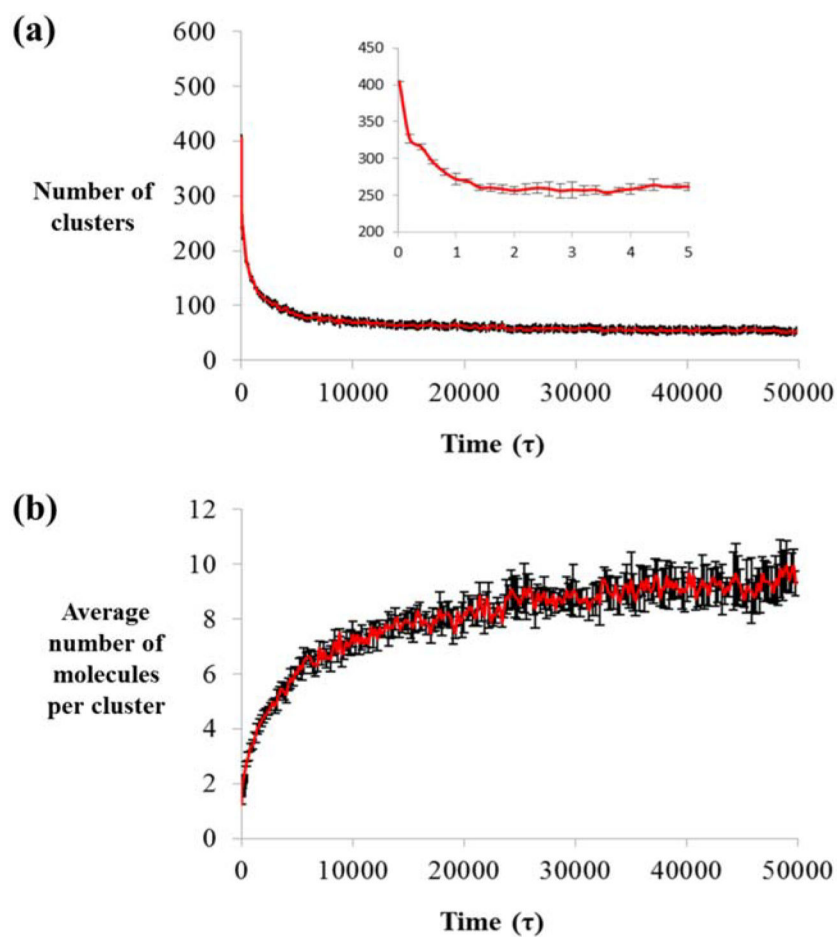 (a)
600
500
400
300
200
100
0
Number of
clusters
450
400
350
300
250
200
0 1 2 3 4 5
0 10000 20000 30000 40000 50000
Time (τ)
(b)
12
10
8
6
4
2
0
Average
number of
molecules
per cluster
0 10000 20000 30000 40000 50000
Time (τ)